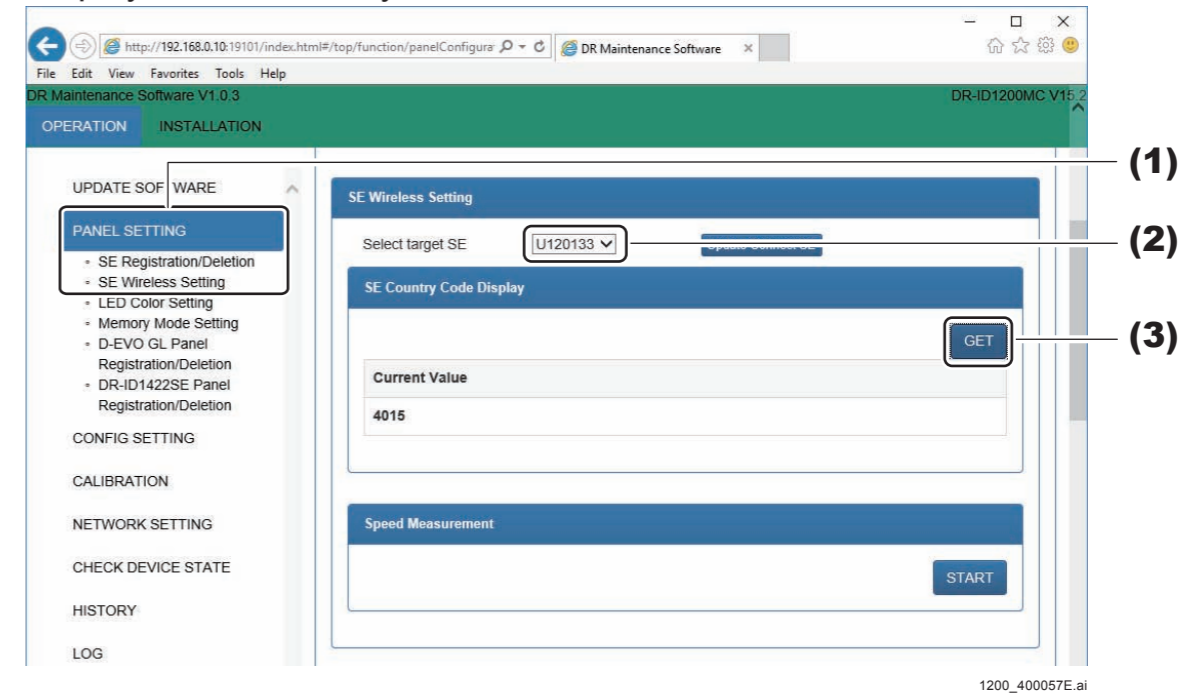 http://192.168.0.10:19101/index.html#/top/function/panelConfigura
DR Maintenance Software ×
File Edit View Favorites Tools Help
DR Maintenance Software V1.0.3
DR-ID1200MC V15.2
OPERATION INSTALLATION
(1)
UPDATE SOF WARE
PANEL SETTING
SE Registration/Deletion
SE Wireless Setting
LED Color Setting
Memory Mode Setting
D-EVO GL Panel
Registration/Deletion
DR-ID1422SE Panel
Registration/Deletion
CONFIG SETTING
CALIBRATION
NETWORK SETTING
CHECK DEVICE STATE
HISTORY
LOG
SE Wireless Setting
Select target SE U120133
(2)
SE Country Code Display
GET
(3)
Current Value
4015
Speed Measurement
START
1200_400057E.ai